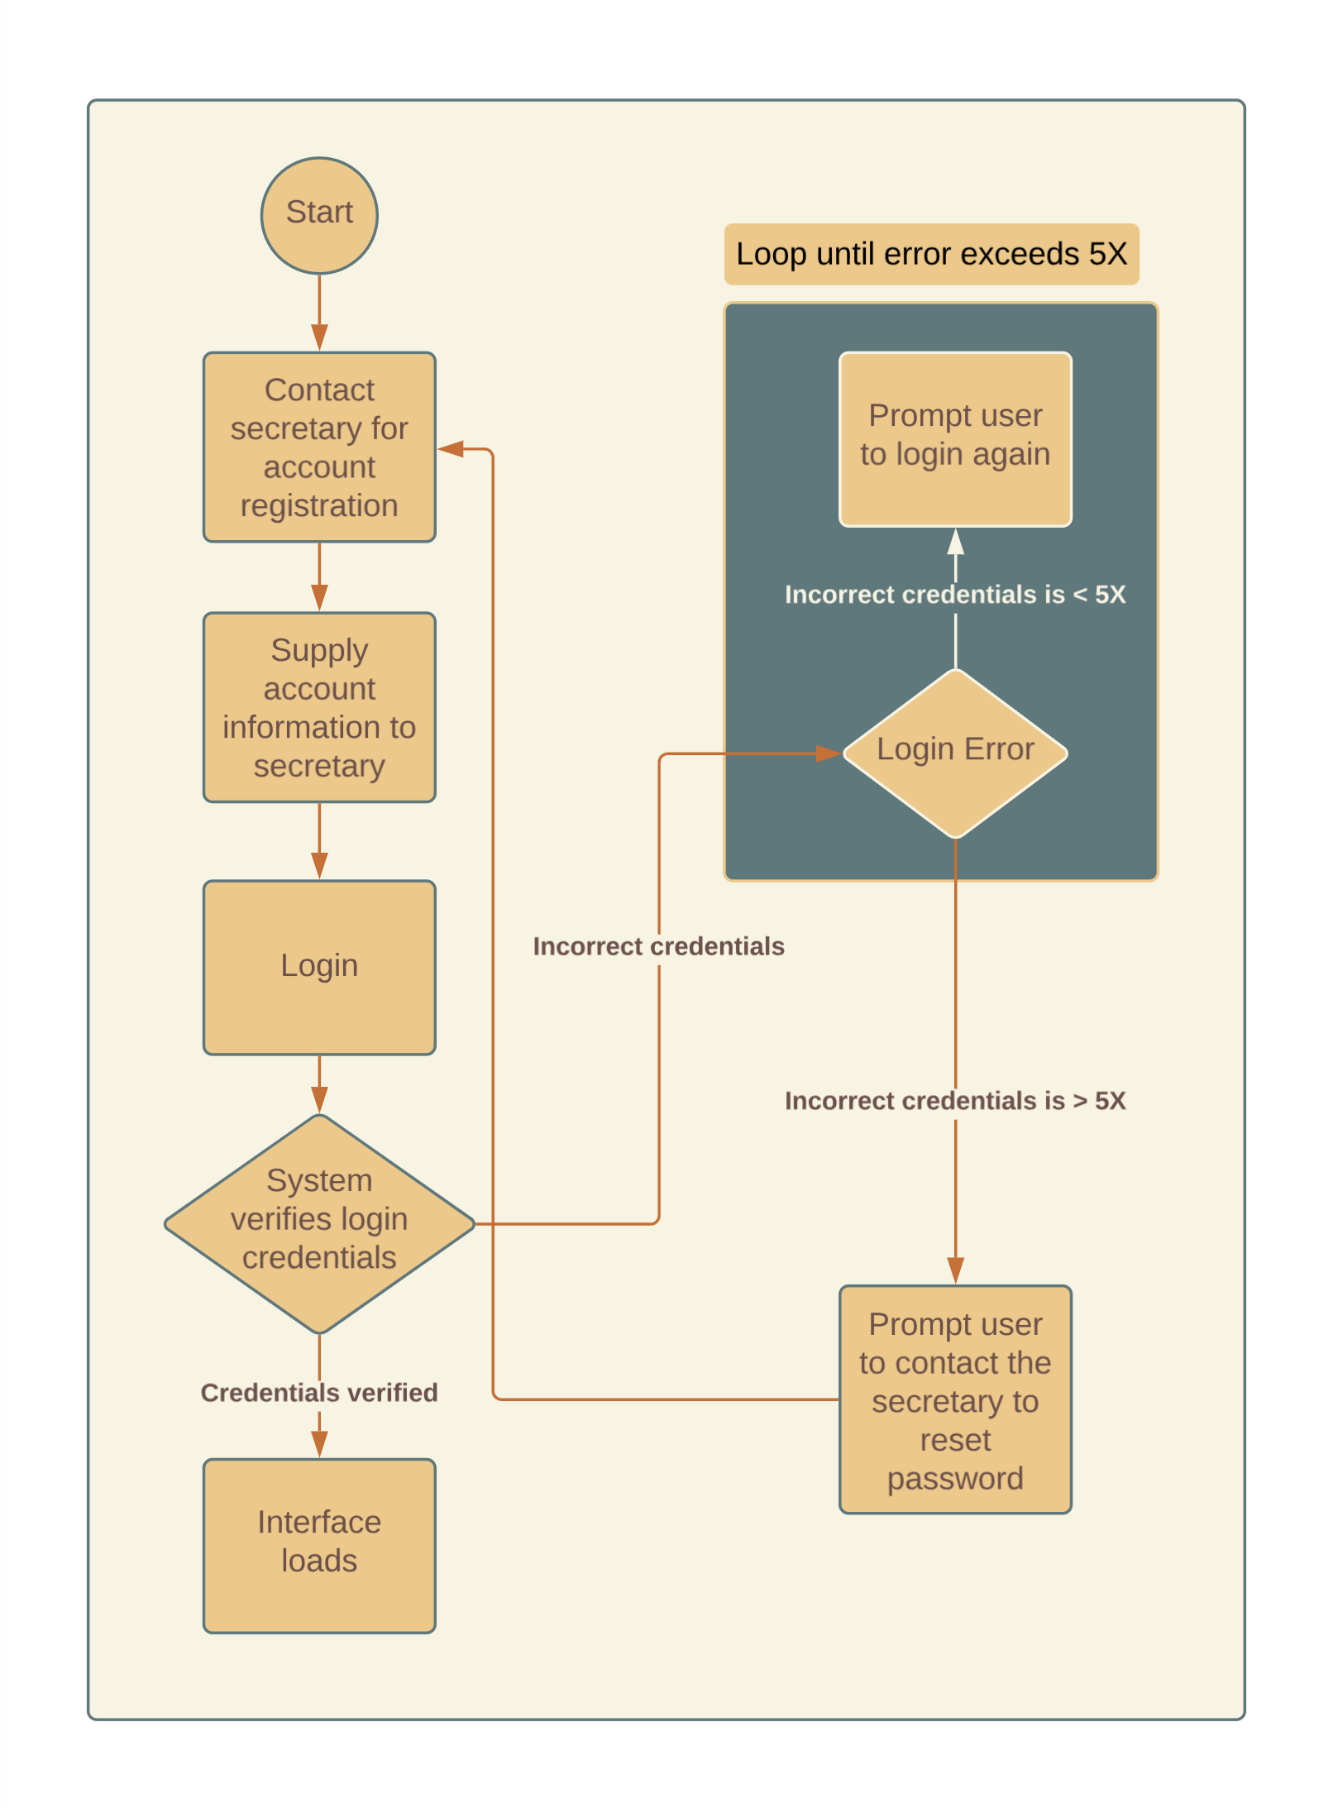 Start
Contact
secretary for
account
registration
Supply
account
information to
secretary
Login
System
verifies login
credentials
Credentials verified
Interface
loads
Incorrect credentials
Loop until error exceeds 5X
Prompt user
to login again
Incorrect credentials is < 5X
Login Error
Incorrect credentials is > 5X
Prompt user
to contact the
secretary to
reset
password